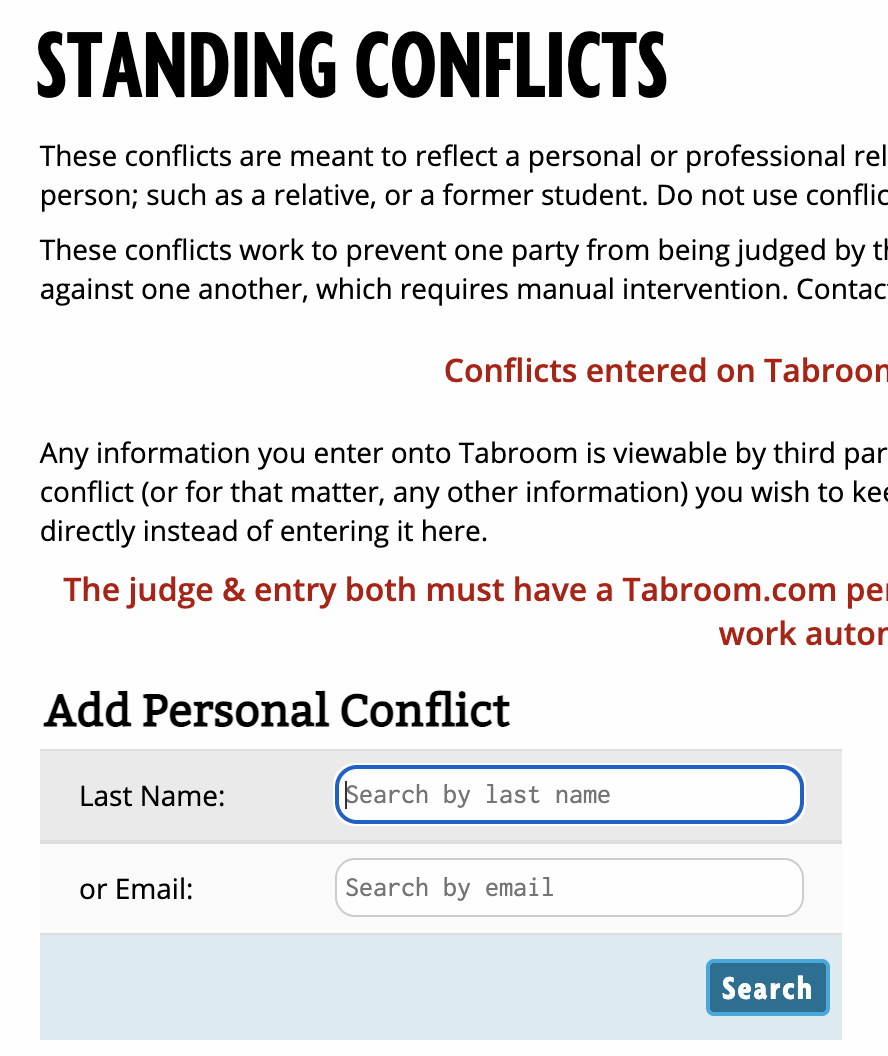 STANDING CONFLICTS
These conflicts are meant to reflect a personal or professional rel
person; such as a relative, or a former student. Do not use conflic
These conflicts work to prevent one party from being judged by th
against one another, which requires manual intervention. Contact
Conflicts entered on Tabroom
Any information you enter onto Tabroom is viewable by third par
conflict (or for that matter, any other information) you wish to kee
directly instead of entering it here.
The judge & entry both must have a Tabroom.com per
work autom
Add Personal Conflict
Last Name: Search by last name
or Email: Search by email
Search